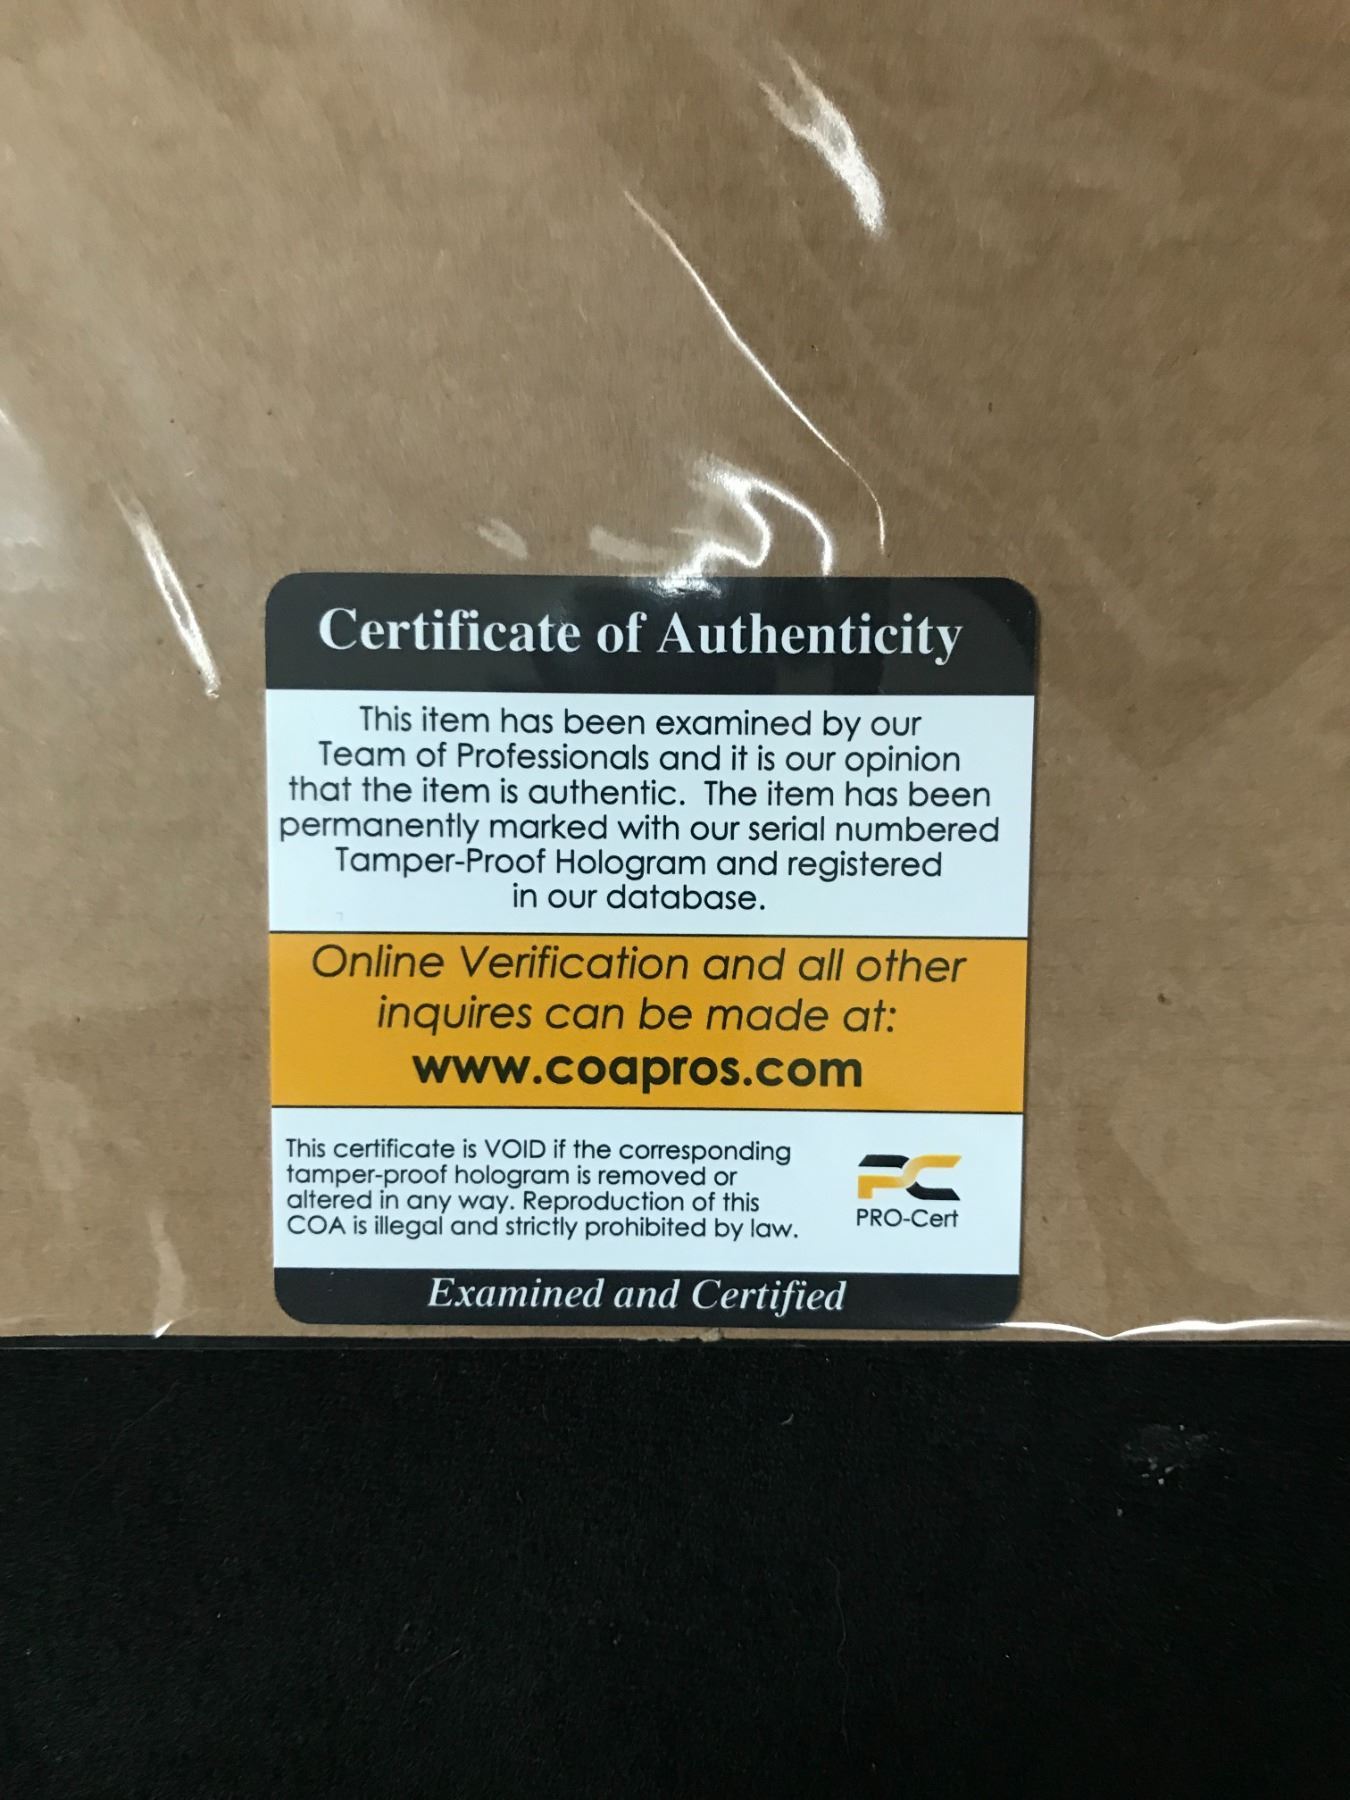 Certificate of Authenticity
This item has been examined by our
Team of Professionals and it is our opinion
that the item is authentic.  The item has been
permanently marked with our serial numbered
Tamper-Proof Hologram and registered
in our database.
Online Verification and all other
inquires can be made at:
www.coapros.com
This certificate is VOID if the corresponding
tamper-proof hologram is removed or
altered in any way. Reproduction of this
COA is illegal and strictly prohibited by law.
PC
PRO-Cert
Examined and Certified